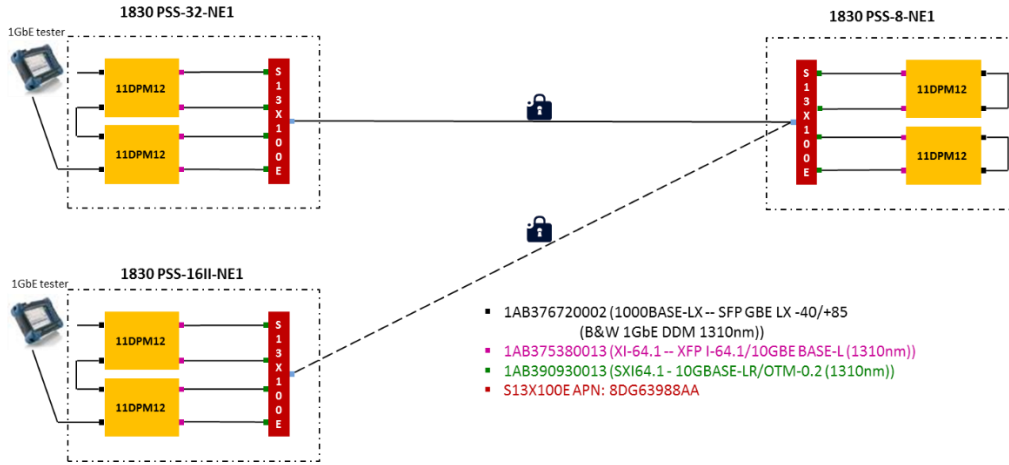 1830 PSS-32-NE1
1830 PSS-8-NE1
1GbE tester
11DPM12
11DPM12
S13X100E
S13X100E
11DPM12
11DPM12
1830 PSS-16II-NE1
1GbE tester
11DPM12
11DPM12
S13X100E
1AB376720002 (1000BASE-LX -- SFP GBE LX -40/+85
(B&W 1GbE DDM 1310nm))
1AB375380013 (XI-64.1 -- XFP I-64.1/10GBE BASE-L (1310nm))
1AB390930013 (SXI64.1 - 10GBASE-LR/OTM-0.2 (1310nm))
S13X100E APN: 8DG63988AA